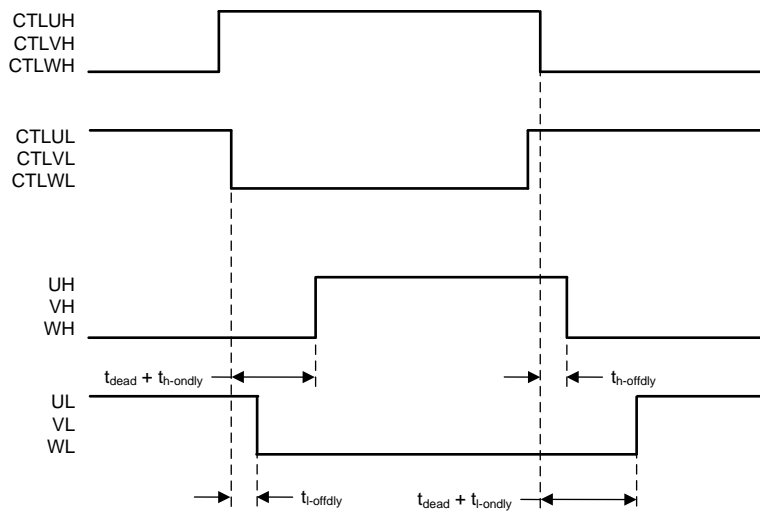 CTLUH
CTLVH
CTLWH
CTLUL
CTLVL
CTLWL
UH
VH
WH
tdead + th-ondly
th-offdly
UL
VL
WL
tl-offdly
tdead + tl-ondly